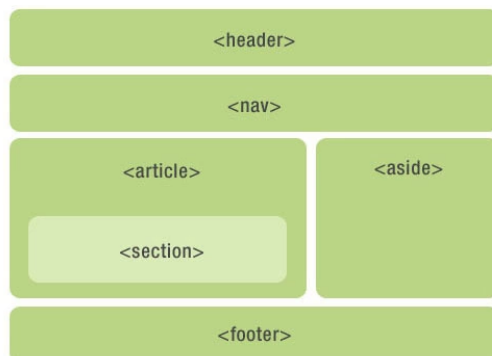 <header>
<nav>
<article>
<aside>
<section>
<footer>